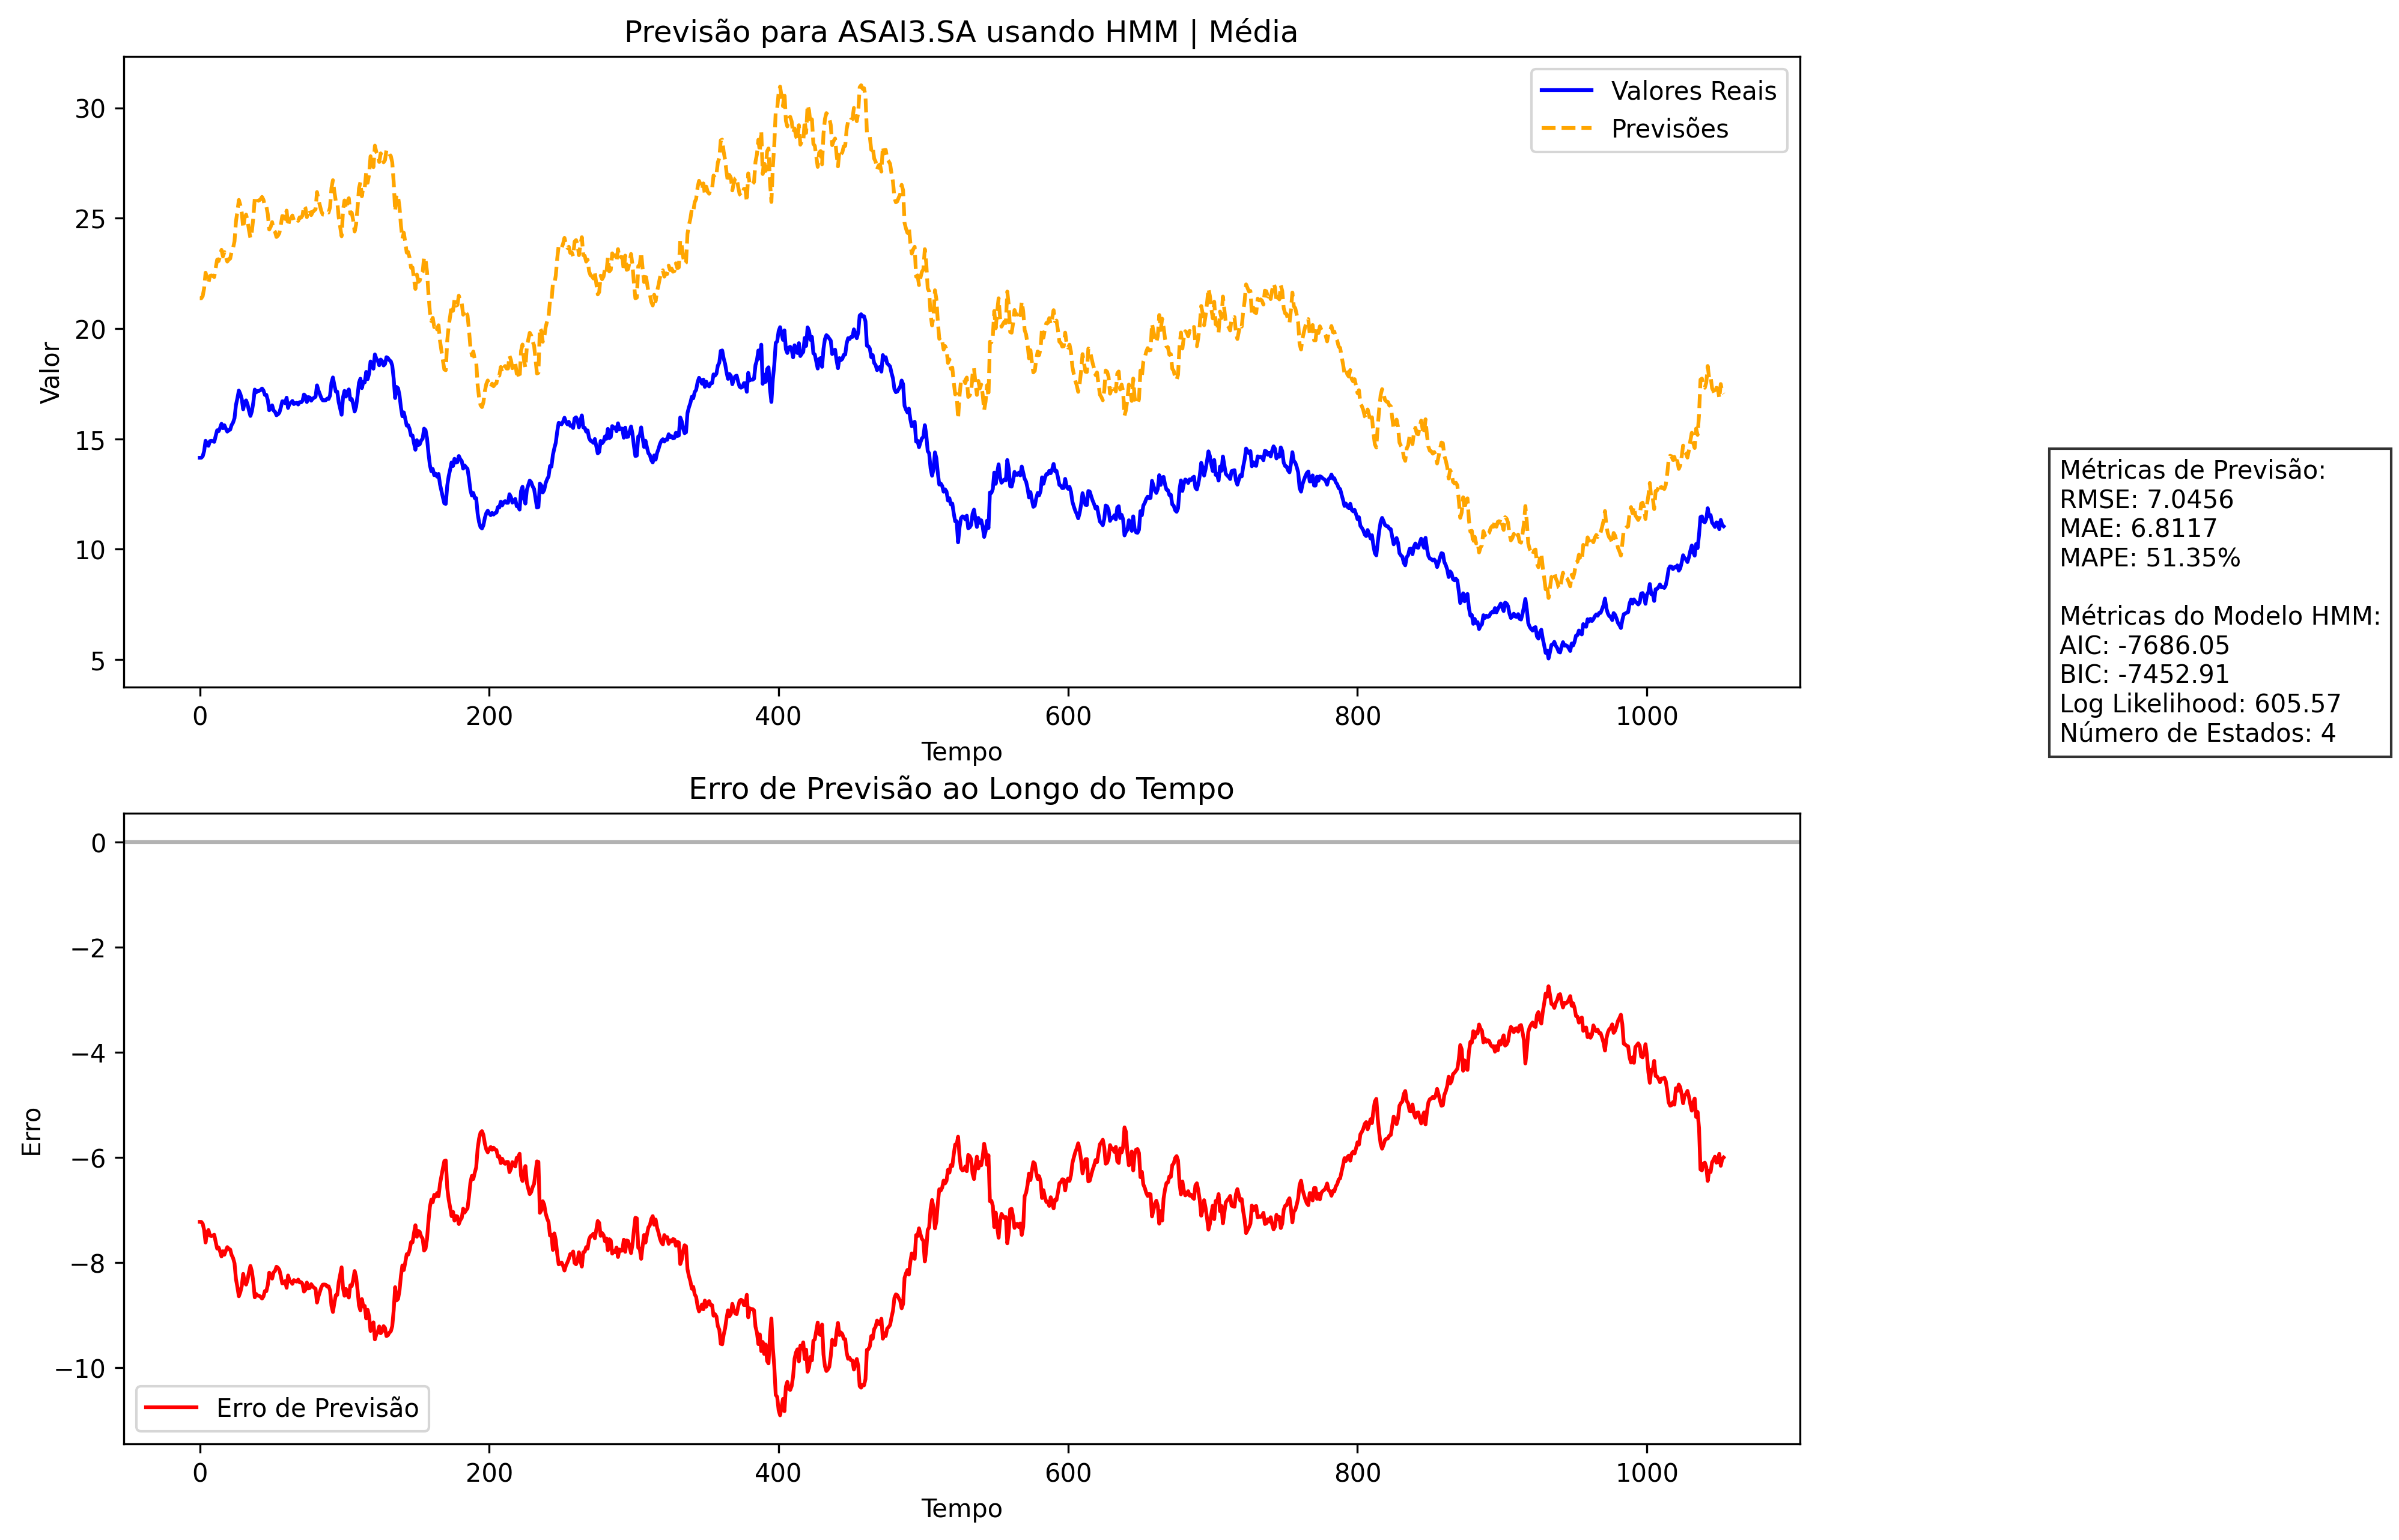 Previsão para ASAI3.SA usando HMM | Média
Valores Reais
Previsões
Valor
30
25
20
15
10
5
0 200 400 600 800 1000
Tempo
Métricas de Previsão:
RMSE: 7.0456
MAE: 6.8117
MAPE: 51.35%
Métricas do Modelo HMM:
AIC: -7686.05
BIC: -7452.91
Log Likelihood: 605.57
Número de Estados: 4
Erro de Previsão ao Longo do Tempo
Erro
0
−2
−4
−6
−8
−10
Erro de Previsão
0 200 400 600 800 1000
Tempo